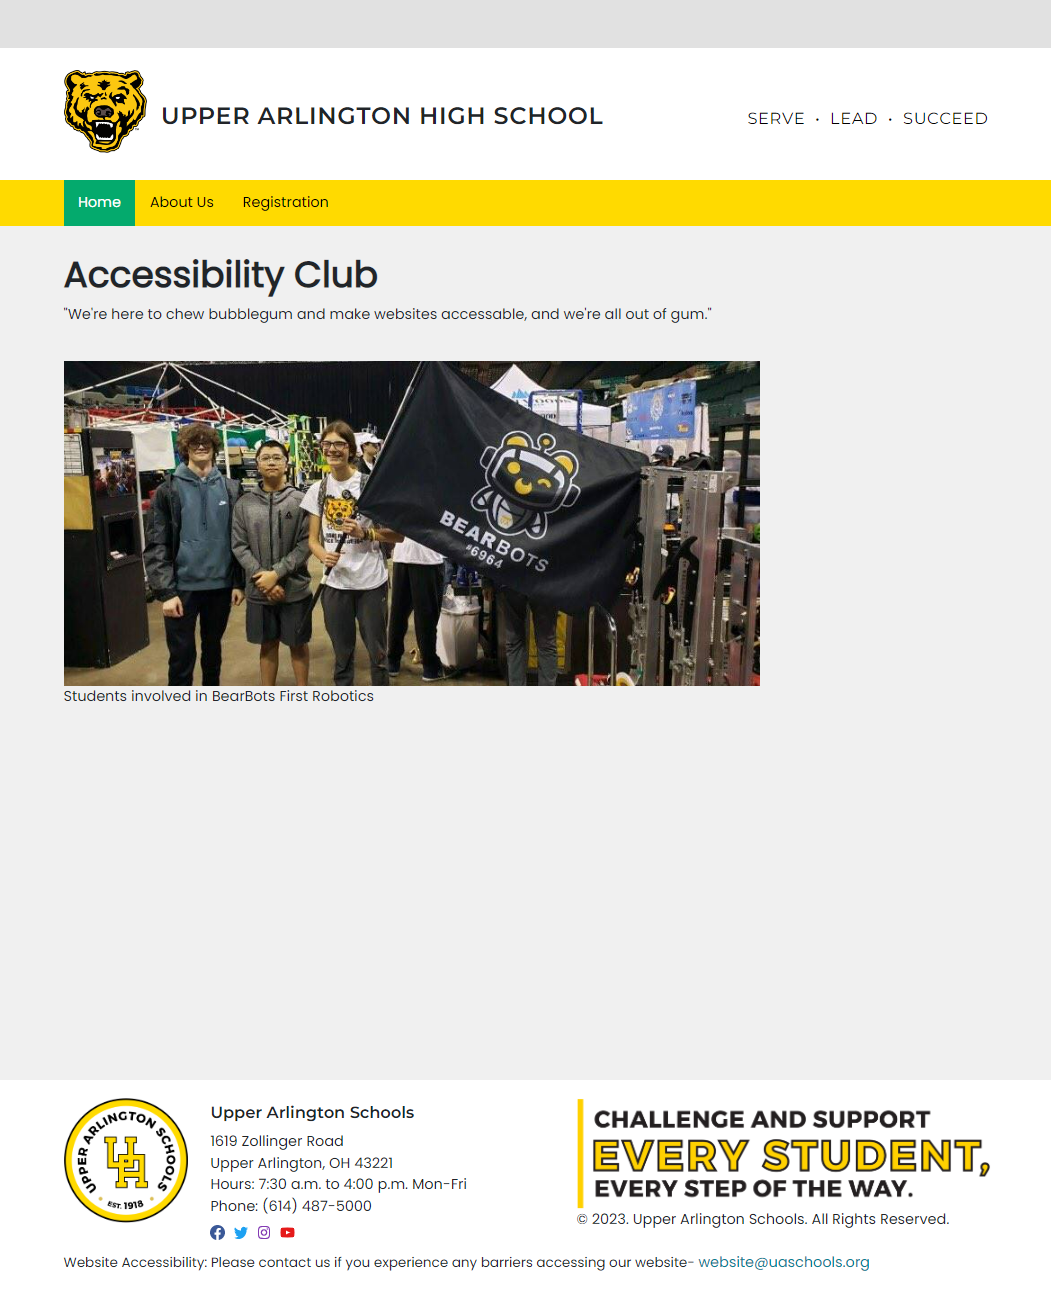 UPPER ARLINGTON HIGH SCHOOL
SERVE • LEAD • SUCCEED
Home About Us Registration
Accessibility Club
"We're here to chew bubblegum and make websites accessable, and we're all out of gum."
BEARBOTS
#6964
Students involved in BearBots First Robotics
UPPER ARLINGTON SCHOOLS
UA
EST. 1918
Upper Arlington Schools
1619 Zollinger Road
Upper Arlington, OH 43221
Hours: 7:30 a.m. to 4:00 p.m. Mon-Fri
Phone: (614) 487-5000
CHALLENGE AND SUPPORT
EVERY STUDENT,
EVERY STEP OF THE WAY.
© 2023. Upper Arlington Schools. All Rights Reserved.
Website Accessibility: Please contact us if you experience any barriers accessing our website- website@uaschools.org